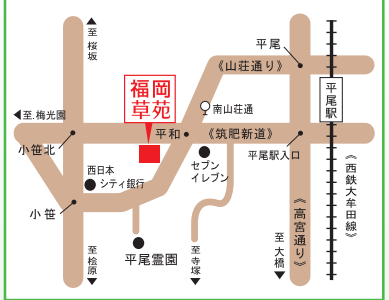 ▲至 桜坂
平尾
《山荘通り》
福岡
草苑
平尾駅
◀至.梅光園
南山荘通
平和
《筑肥新道》
小笹北
平尾駅入口
西日本
シティ銀行
セブン
イレブン
《西鉄大牟田線》
小笹
《高宮通り》
平尾霊園
至 桧原▼
至 寺塚▼
至 大橋▼